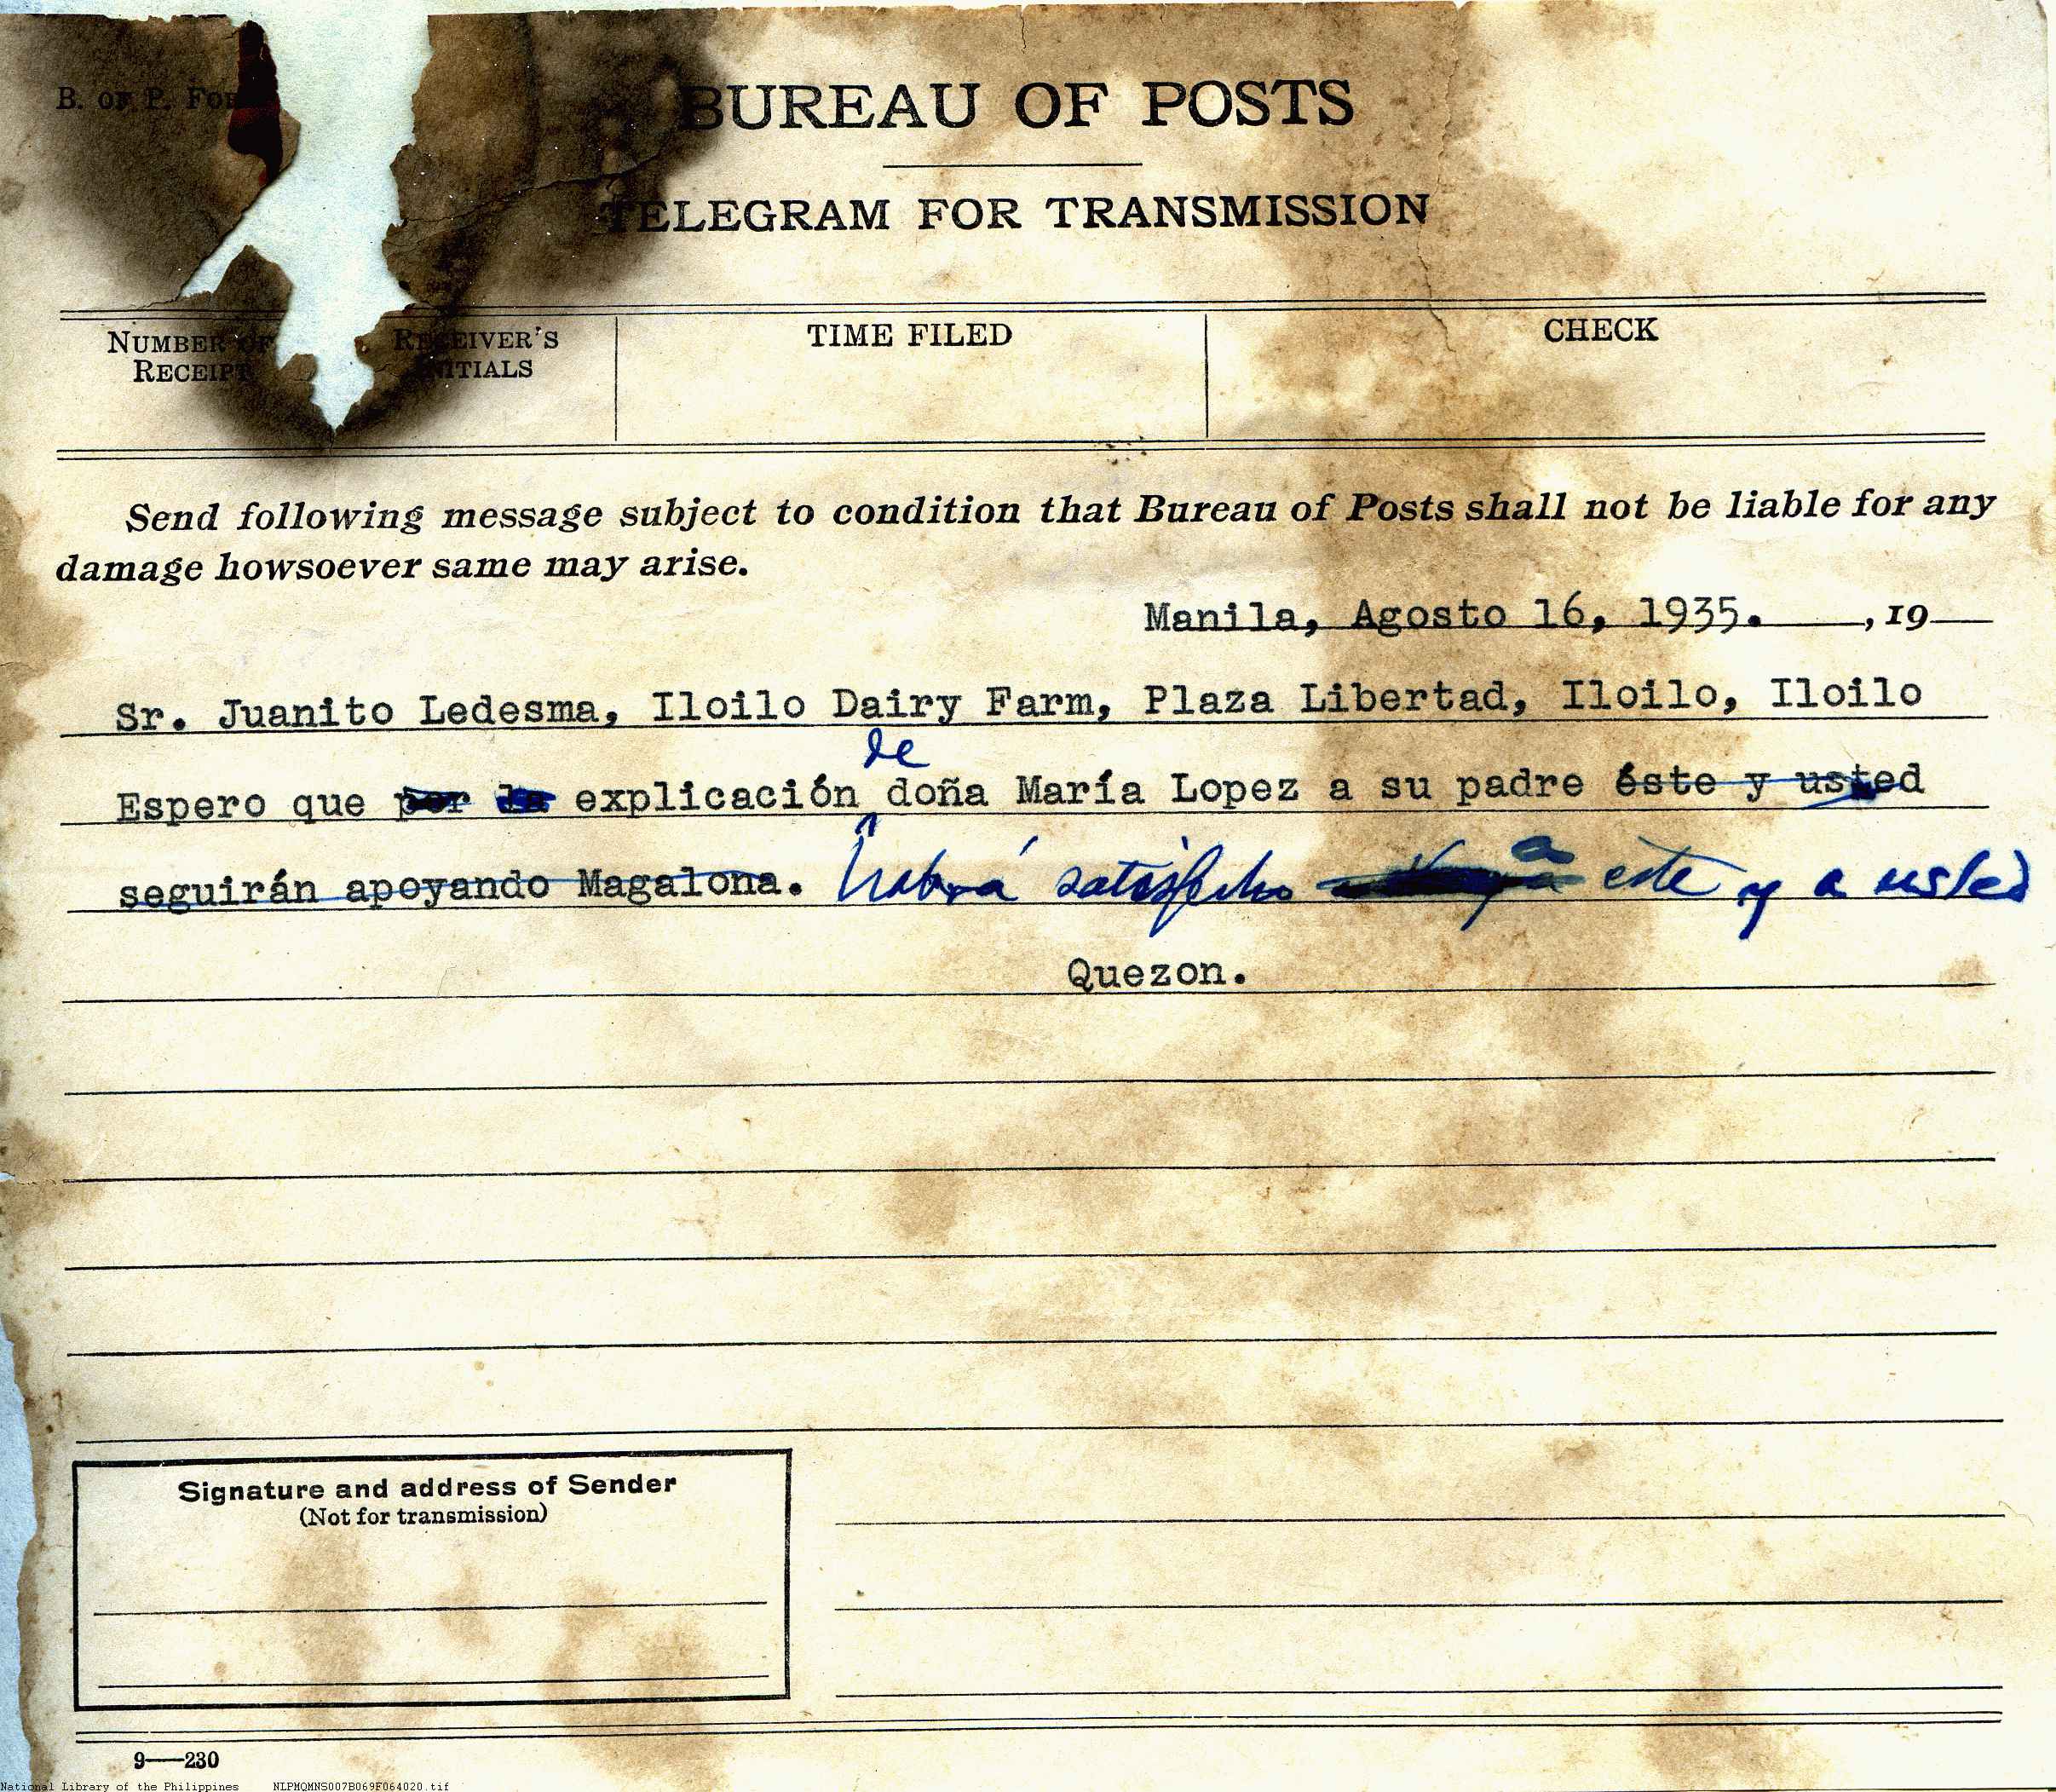 B. OF P. FO
BUREAU OF POSTS
TELEGRAM FOR TRANSMISSION
NUMBER OF RECEIPT
RECEIVER'S INITIALS
TIME FILED
CHECK
Send following message subject to condition that Bureau of Posts shall not be liable for any
damage howsoever same may arise.
Manila, Agosto 16, 1935. , 19
Sr. Juanito Ledesma, Iloilo Dairy Farm, Plaza Libertad, Iloilo, Iloilo
de
Espero que por la explicación doña María Lopez a su padre éste y usted
seguirán apoyando Magalona. habrá satisfecho a éste y a usted
Quezon.
Signature and address of Sender
(Not for transmission)
9—230
National Library of the Philippines NLPMQMNS007B069F064020.tif